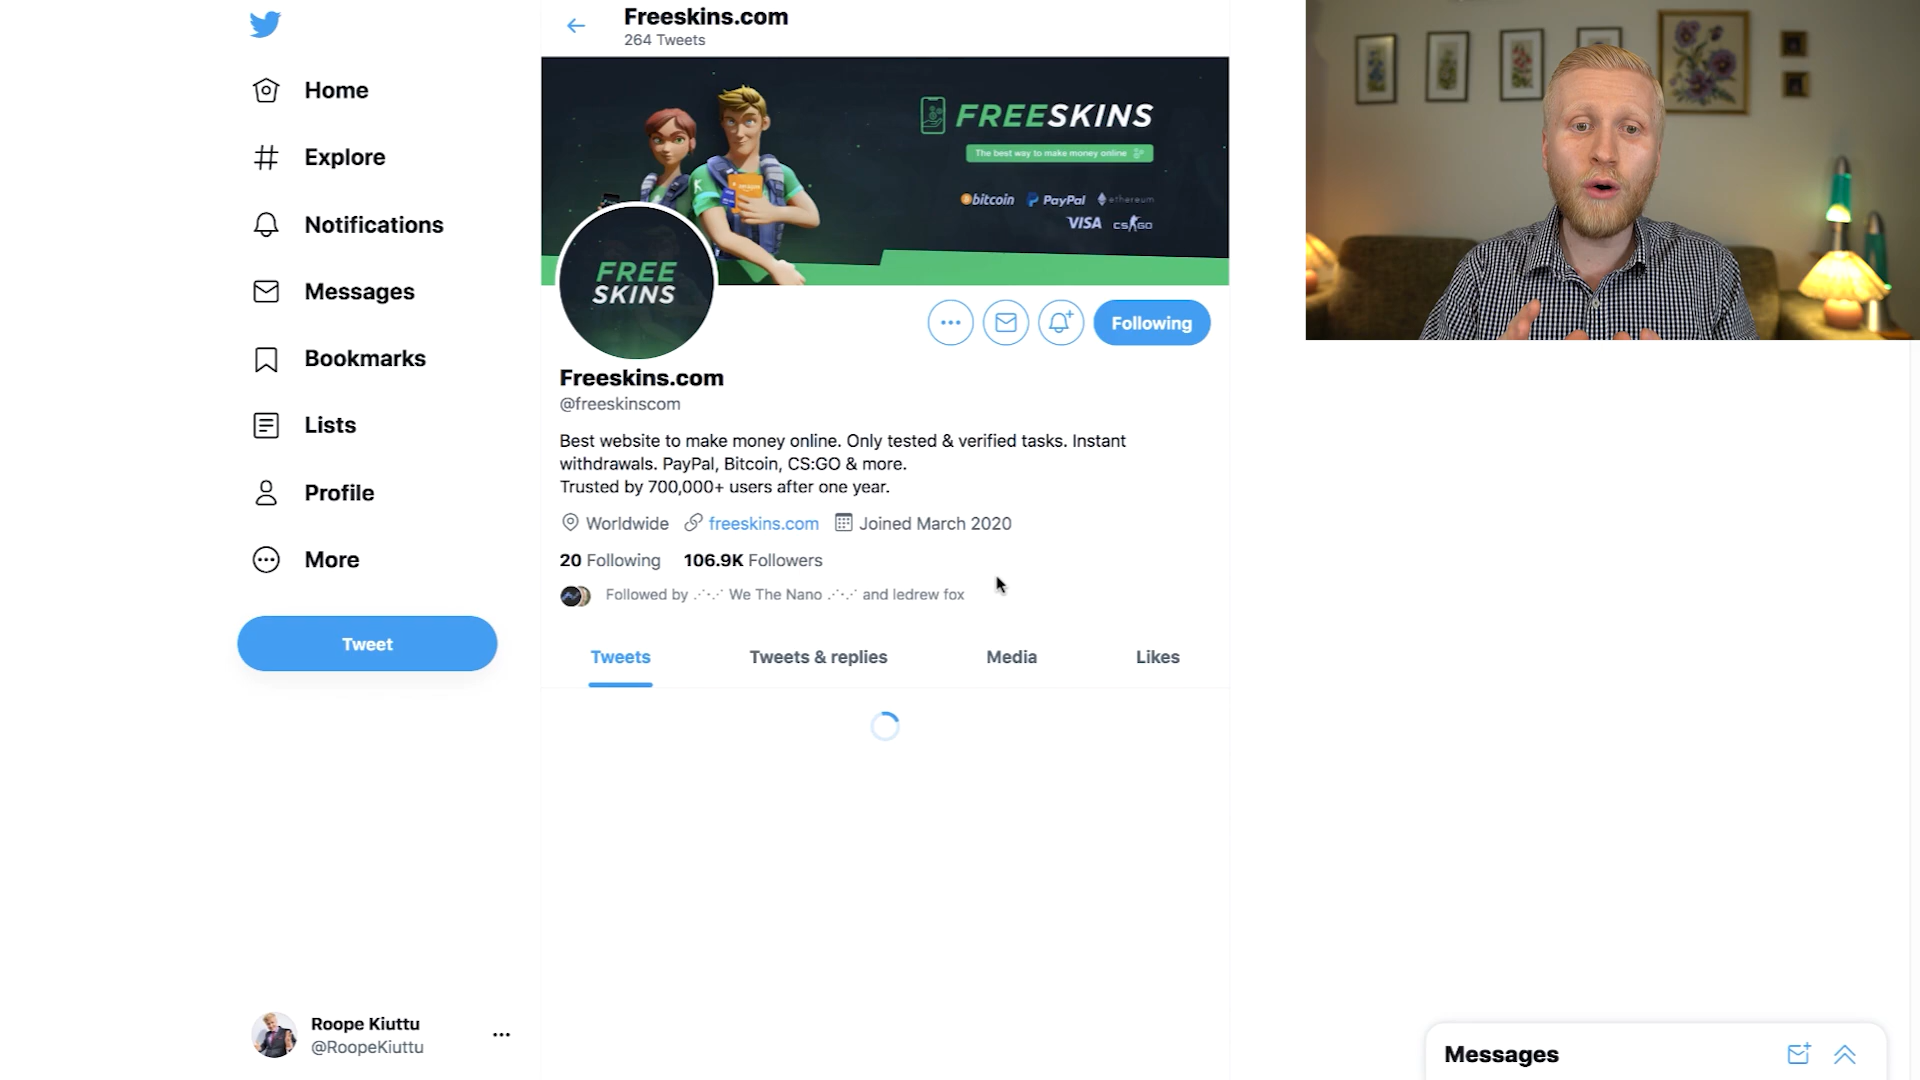 Freeskins.com
264 Tweets
Home
Explore
Notifications
Messages
Bookmarks
Lists
Profile
More
Tweet
Roope Kiuttu
@RoopeKiuttu
FREESKINS
The best way to make money online
bitcoin PayPal ethereum
VISA CS:GO
amazon
FREE
SKINS
Following
Freeskins.com
@freeskinscom
Best website to make money online. Only tested & verified tasks. Instant
withdrawals. PayPal, Bitcoin, CS:GO & more.
Trusted by 700,000+ users after one year.
Worldwide freeskins.com Joined March 2020
20 Following 106.9K Followers
Followed by .·˙·.·˙ We The Nano .·˙·.·˙ and ledrew fox
Tweets Tweets & replies Media Likes
Messages